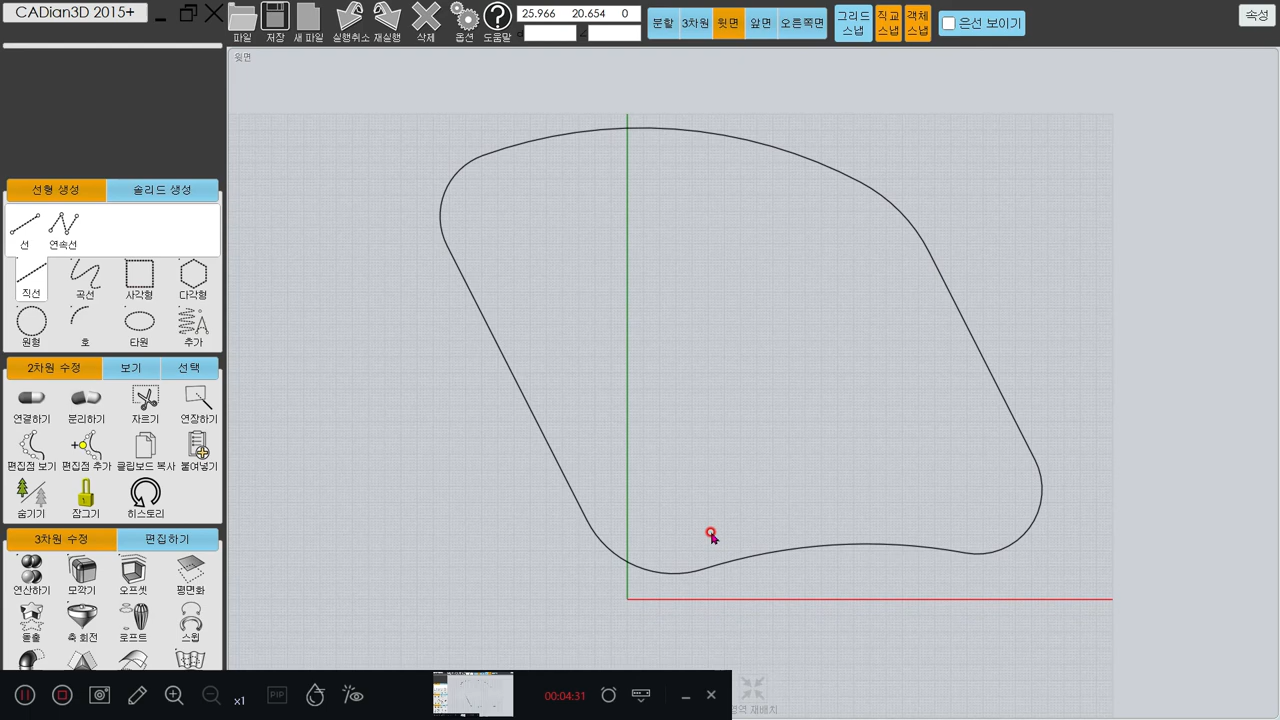 CADian3D 2015+
파일
저장
새 파일
실행취소
재실행
삭제
옵션
도움말
25.966 20.654 0
d
∠
분할
3차원
윗면
앞면
오른쪽면
그리드
스냅
직교
스냅
객체
스냅
은선 보이기
속성
윗면
선형 생성
솔리드 생성
선
연속선
직선
곡선
사각형
다각형
원형
호
타원
추가
2차원 수정
보기
선택
연결하기
분리하기
자르기
연장하기
편집점 보기
편집점 추가
클립보드 복사
붙여넣기
숨기기
잠그기
히스토리
3차원 수정
편집하기
연산하기
모깎기
오프셋
평면화
돌출
축 회전
로프트
스윕
x1
PIP
00:04:31
영역 재배치